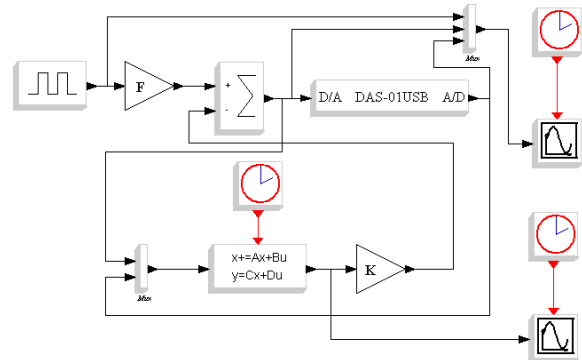 Mux
F
+
-
Σ
D/A DAS-01USB A/D
Mux
x+=Ax+Bu
y=Cx+Du
K